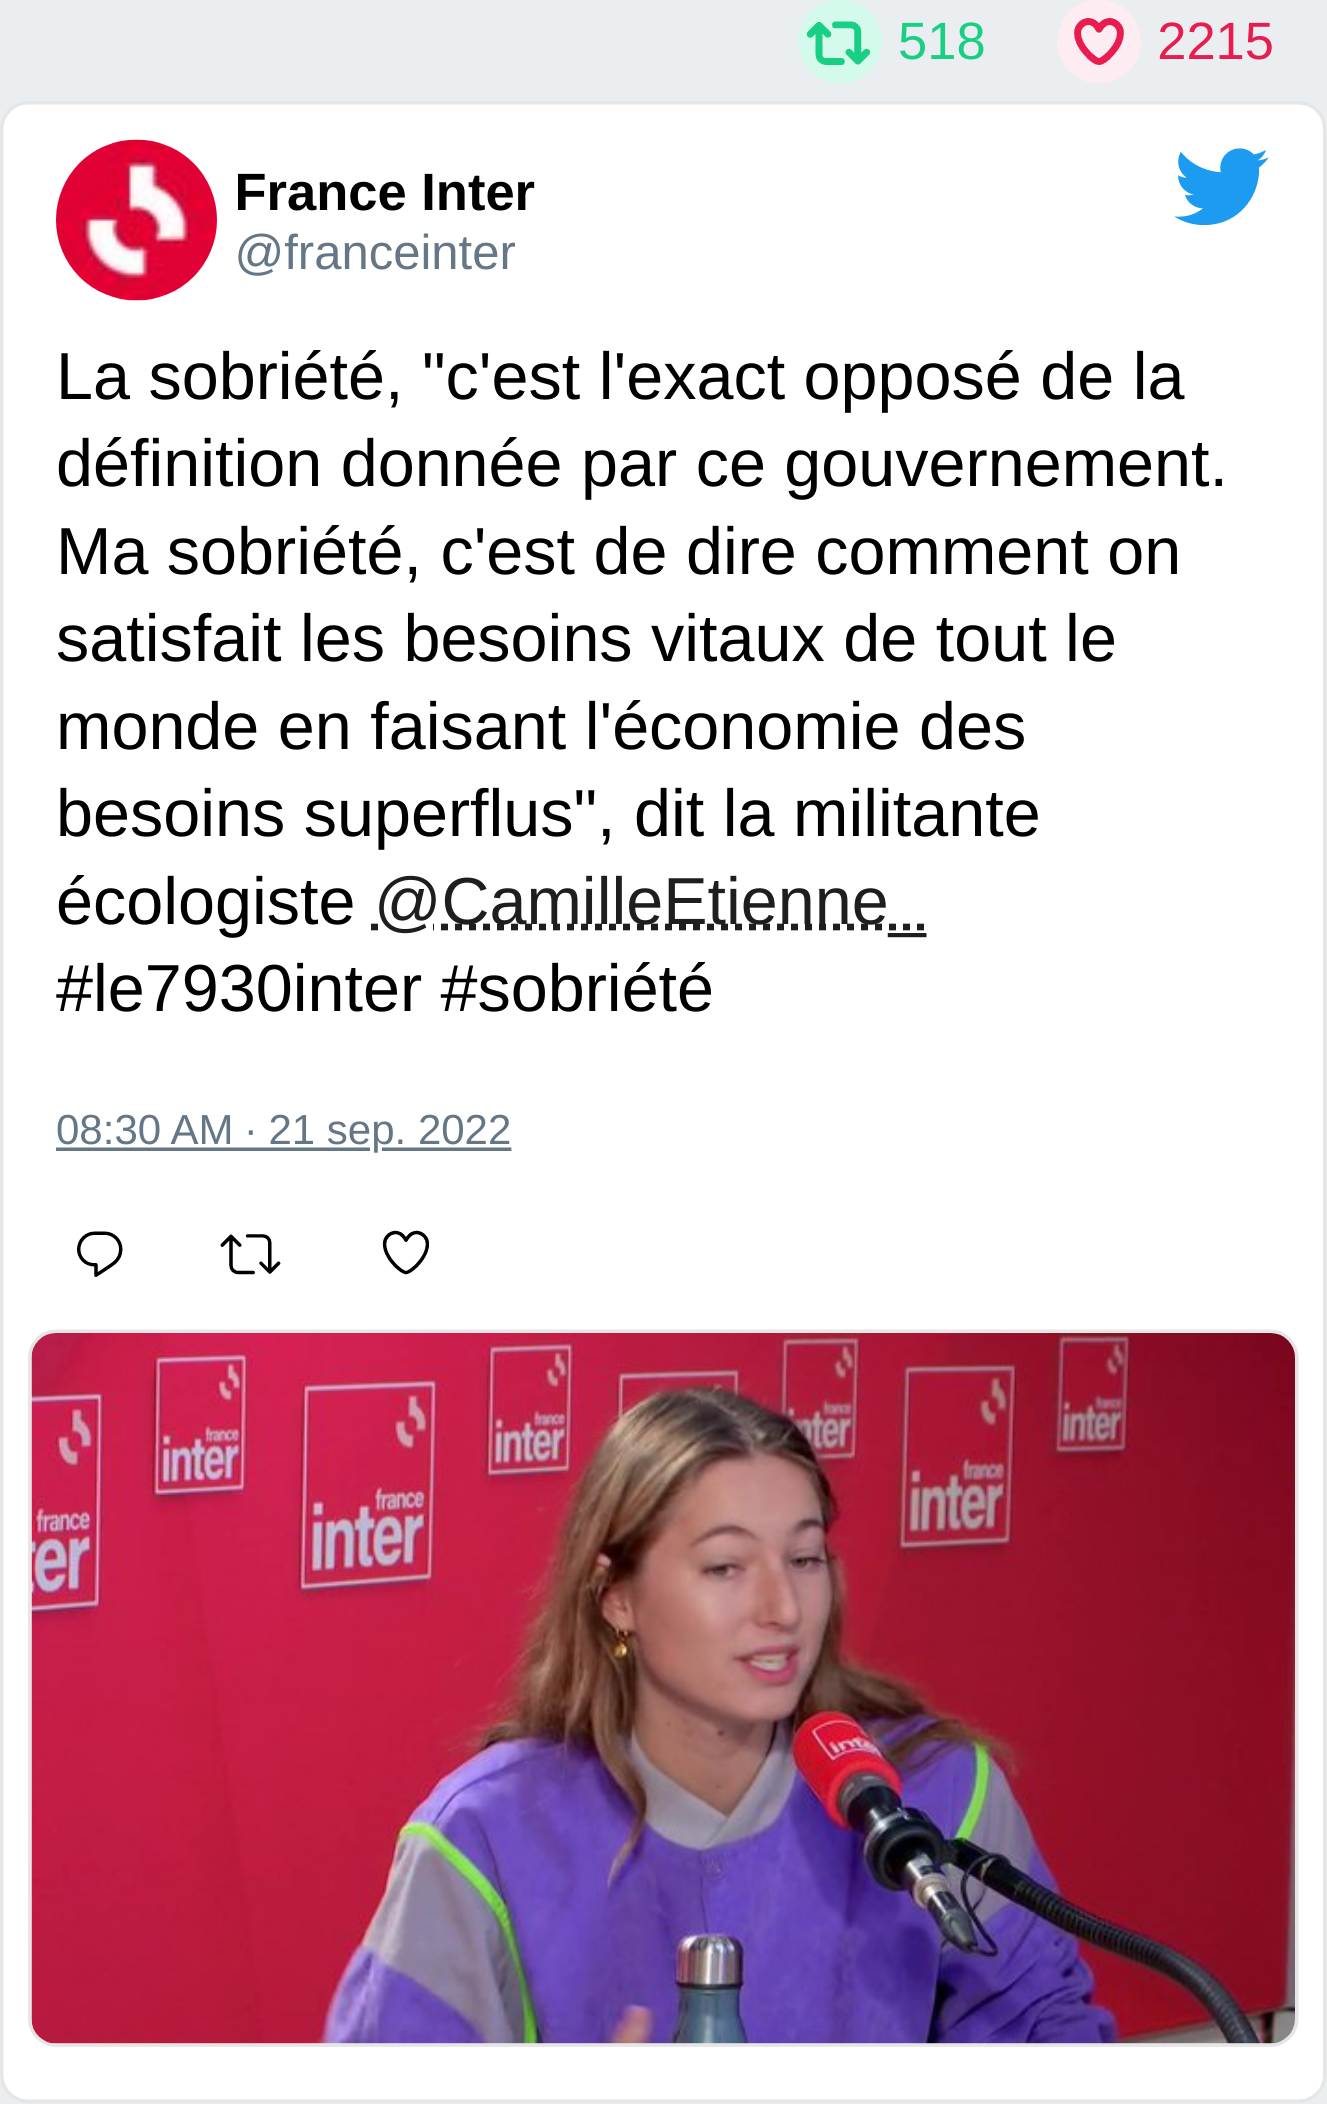 518 2215
France Inter
@franceinter
La sobriété, "c'est l'exact opposé de la
définition donnée par ce gouvernement.
Ma sobriété, c'est de dire comment on
satisfait les besoins vitaux de tout le
monde en faisant l'économie des
besoins superflus", dit la militante
écologiste @CamilleEtienne_
#le7930inter #sobriété
08:30 AM · 21 sep. 2022
france
inter
france
inter
france
inter
france
inter
france
inter
france
inter
france
er
inter